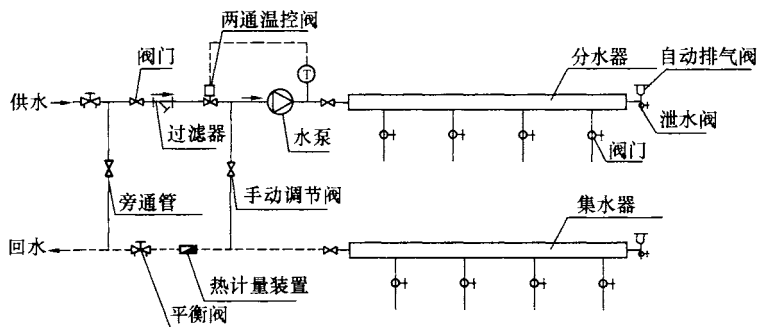 两通温控阀
阀门
分水器
自动排气阀
T
供水
过滤器
水泵
泄水阀
阀门
旁通管
手动调节阀
集水器
回水
热计量装置
平衡阀